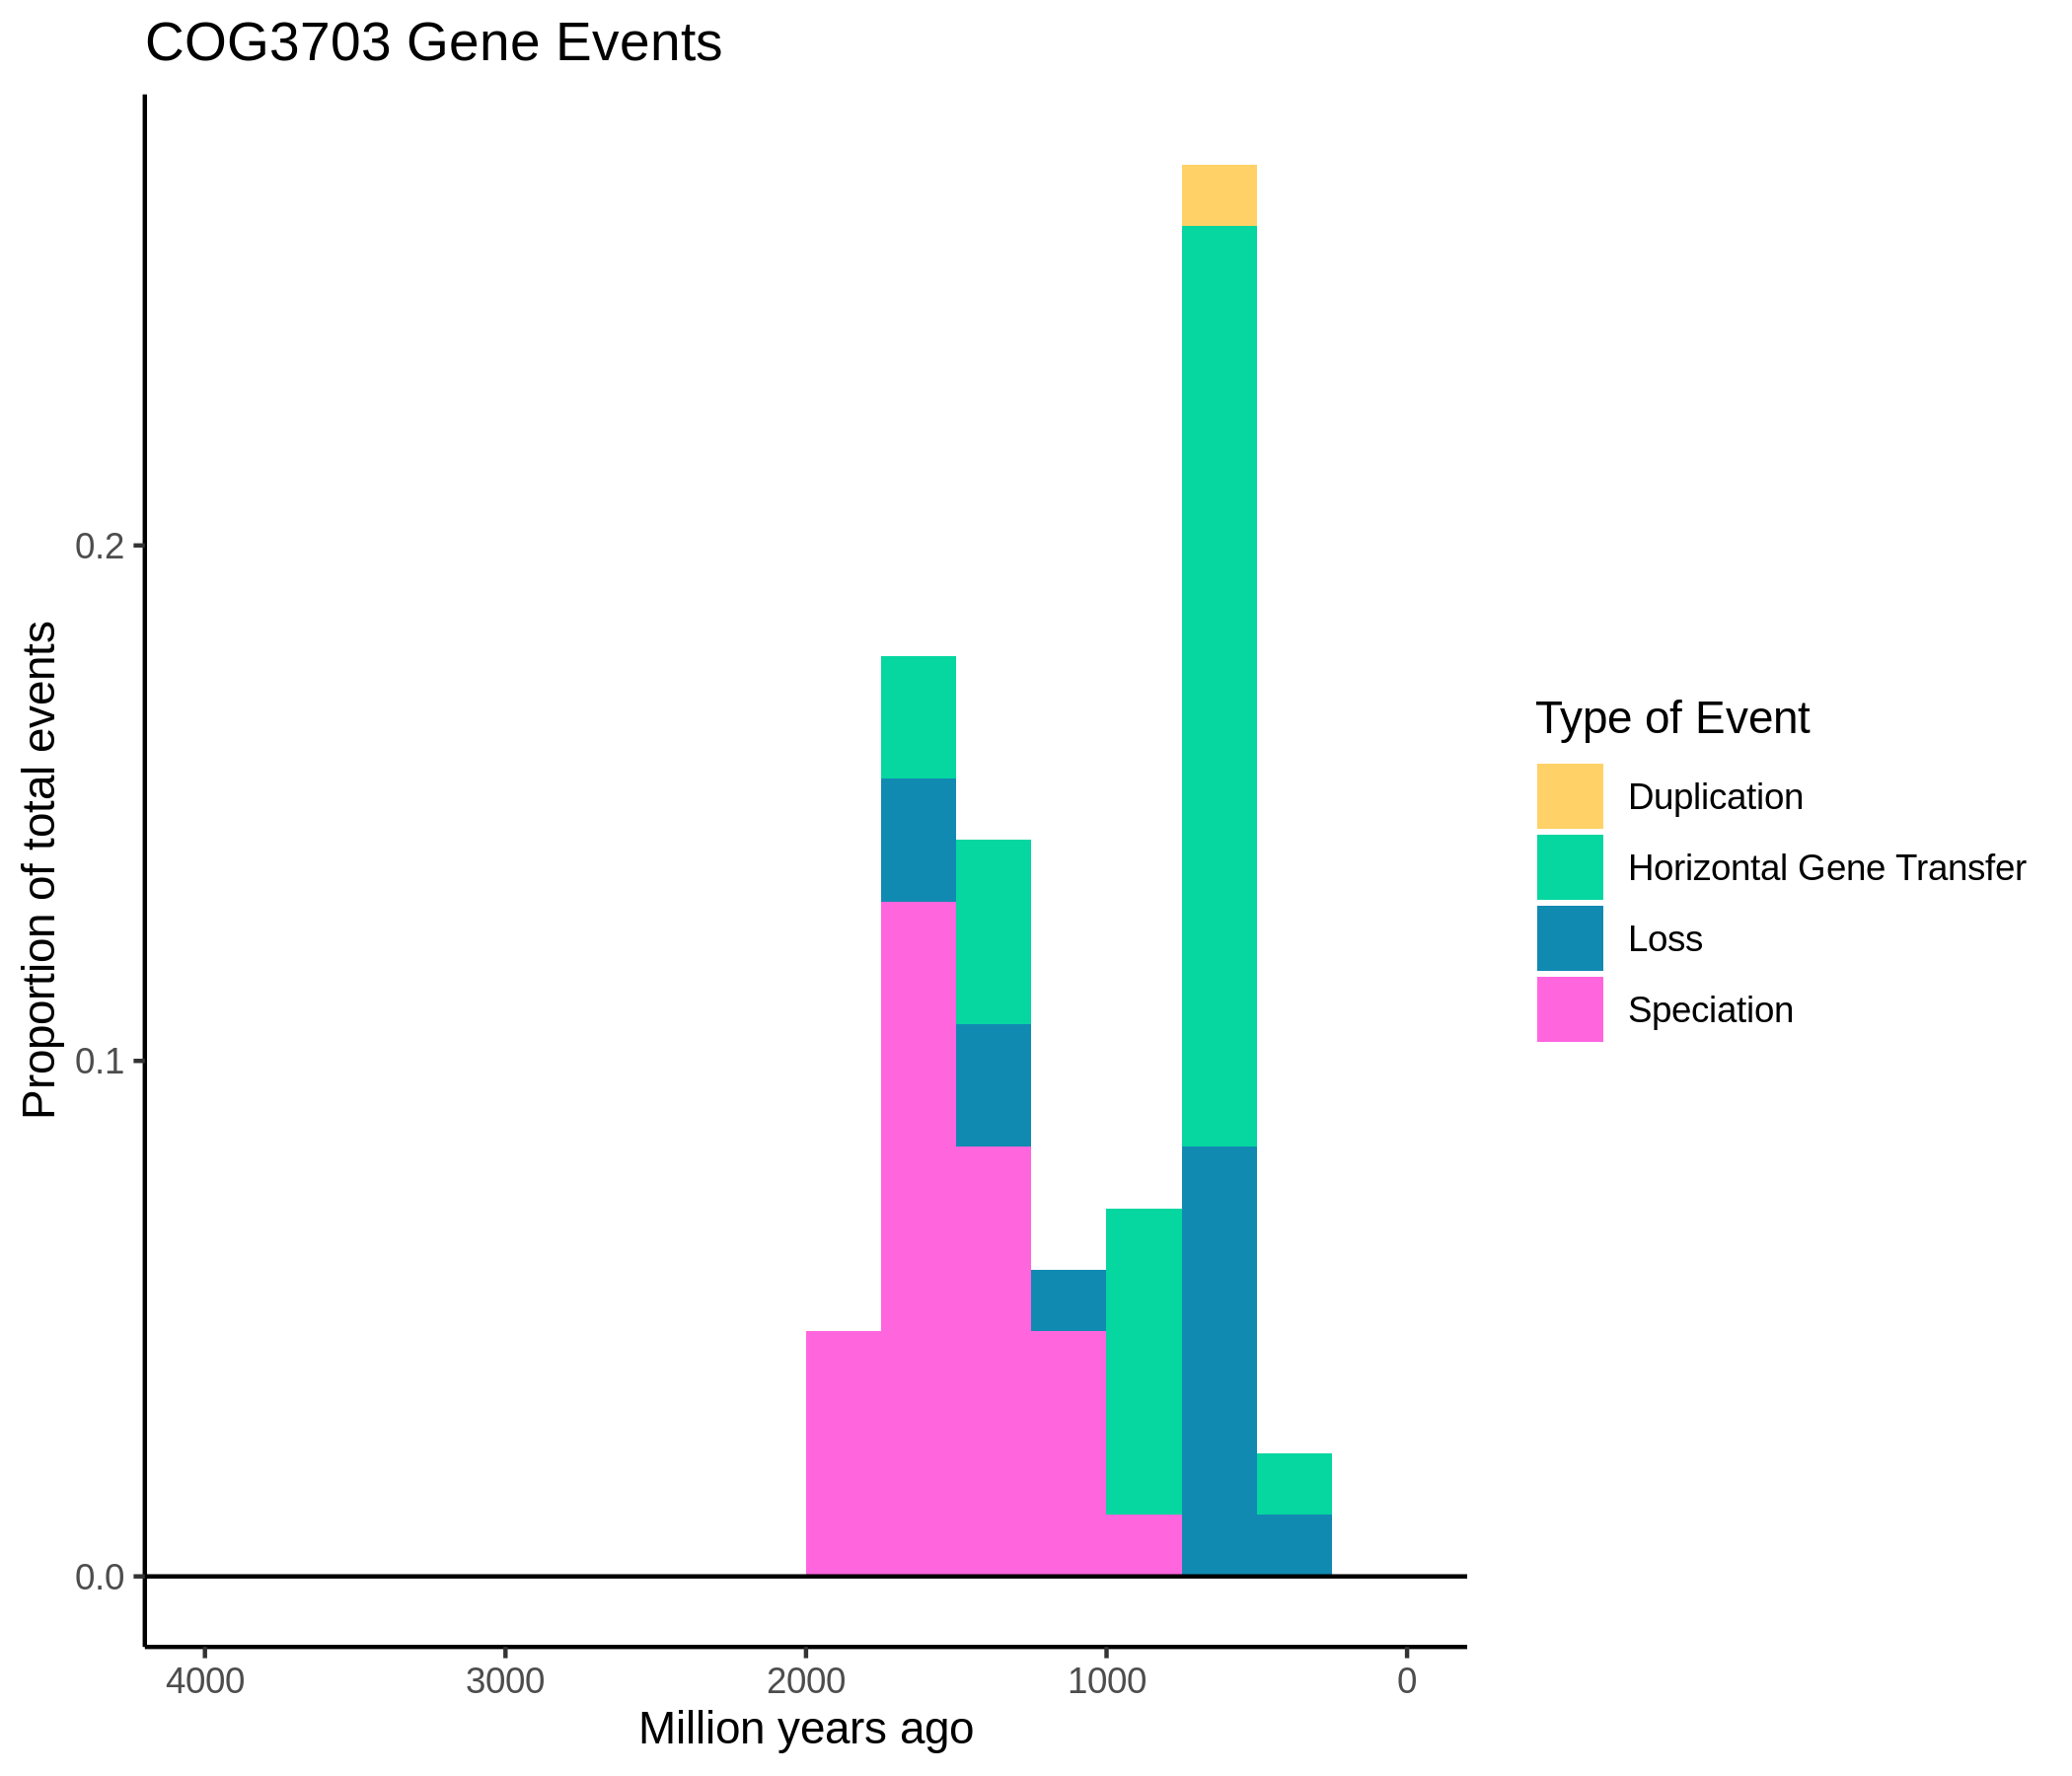 COG3703 Gene Events
Proportion of total events
0.2
0.1
0.0
4000 3000 2000 1000 0
Million years ago
Type of Event
Duplication
Horizontal Gene Transfer
Loss
Speciation